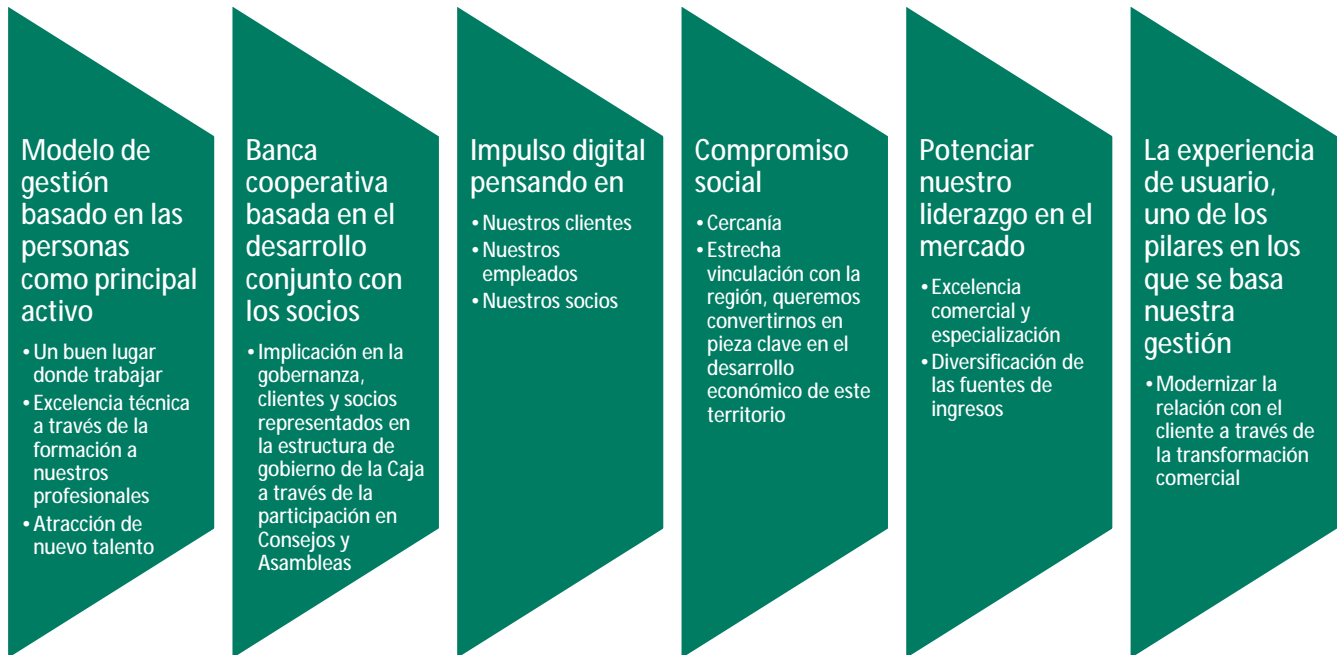 Modelo de
gestión
basado en las
personas
como principal
activo
• Un buen lugar
donde trabajar
• Excelencia técnica
a través de la
formación a
nuestros
profesionales
• Atracción de
nuevo talento
Banca
cooperativa
basada en el
desarrollo
conjunto con
los socios
• Implicación en la
gobernanza,
clientes y socios
representados en
la estructura de
gobierno de la Caja
a través de la
participación en
Consejos y
Asambleas
Impulso digital
pensando en
• Nuestros clientes
• Nuestros
empleados
• Nuestros socios
Compromiso
social
• Cercanía
• Estrecha
vinculación con la
región, queremos
convertirnos en
pieza clave en el
desarrollo
económico de este
territorio
Potenciar
nuestro
liderazgo en el
mercado
• Excelencia
comercial y
especialización
• Diversificación de
las fuentes de
ingresos
La experiencia
de usuario,
uno de los
pilares en los
que se basa
nuestra
gestión
• Modernizar la
relación con el
cliente a través de
la transformación
comercial